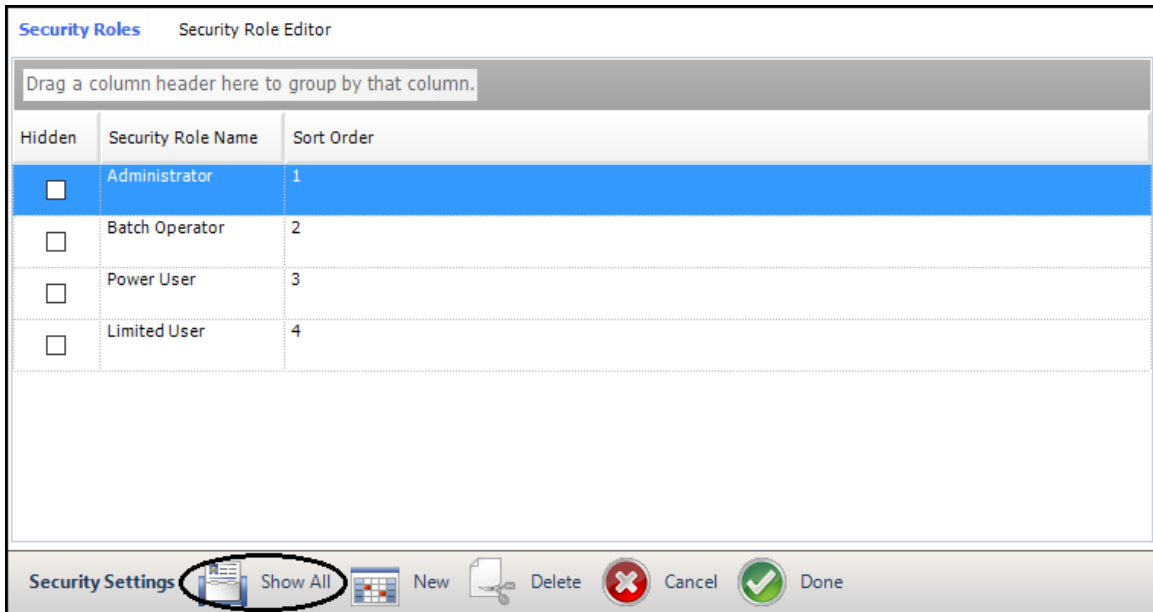 Security Roles Security Role Editor
Drag a column header here to group by that column.
Hidden Security Role Name Sort Order
Administrator 1
Batch Operator 2
Power User 3
Limited User 4
Security Settings Show All New Delete Cancel Done